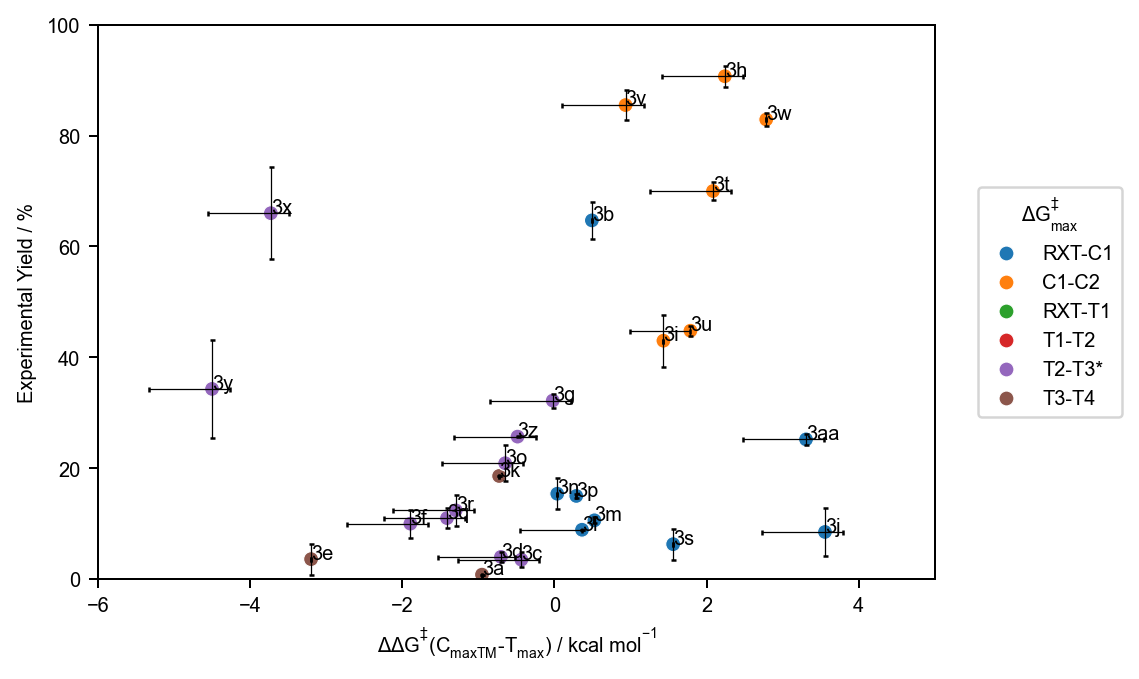 100
80
60
40
20
0
−6
−4
−2
0
2
4
Experimental Yield / %
ΔΔG‡(CmaxTM-Tmax) / kcal mol−1
3h
3v
3w
3t
3x
3b
3u
3i
3y
3g
3z
3aa
3o
3k
3n
3p
3r
3q
3f
3m
3l
3j
3s
3d
3c
3e
3a
ΔG‡max
RXT-C1
C1-C2
RXT-T1
T1-T2
T2-T3*
T3-T4